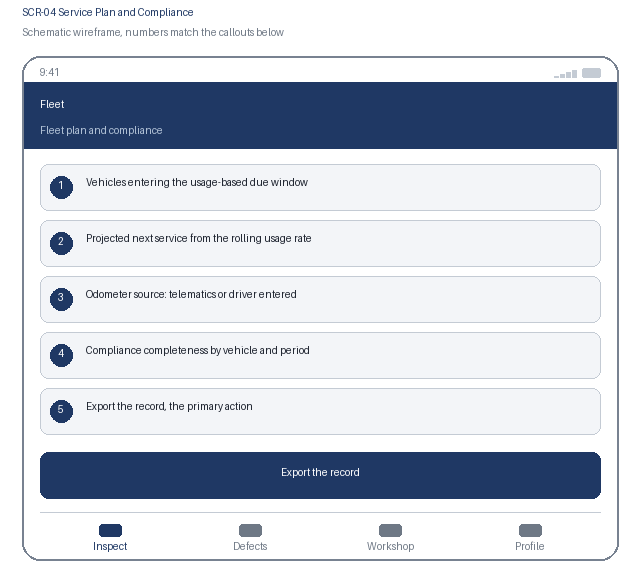 SCR-04 Service Plan and Compliance
Schematic wireframe, numbers match the callouts below
9:41
Fleet
Fleet plan and compliance
1 Vehicles entering the usage-based due window
2 Projected next service from the rolling usage rate
3 Odometer source: telematics or driver entered
4 Compliance completeness by vehicle and period
5 Export the record, the primary action
Export the record
Inspect Defects Workshop Profile